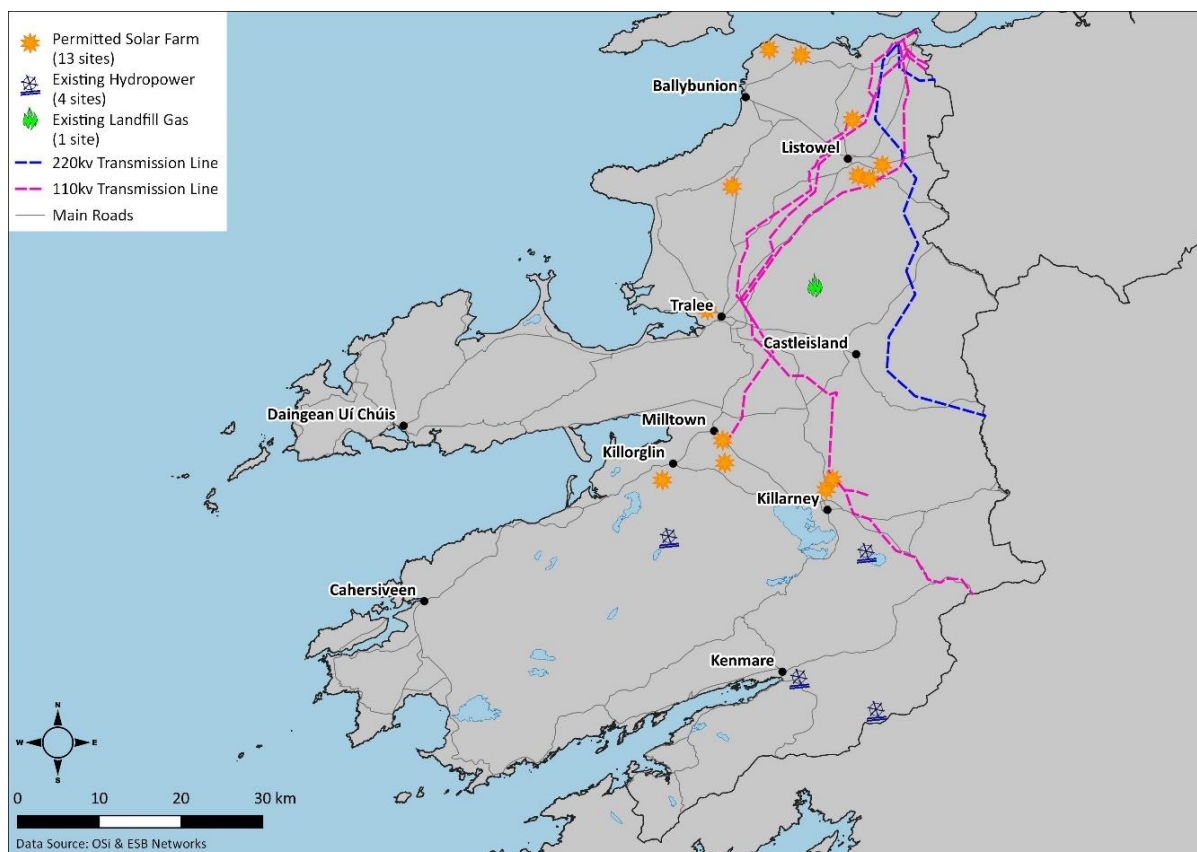 Permitted Solar Farm
(13 sites)
Existing Hydropower
(4 sites)
Existing Landfill Gas
(1 site)
220kv Transmission Line
110kv Transmission Line
Main Roads
Ballybunion
Listowel
Tralee
Castleisland
Daingean Uí Chúis
Milltown
Killorglin
Killarney
Cahersiveen
Kenmare
N
W E
S
0 10 20 30 km
Data Source: OSi & ESB Networks